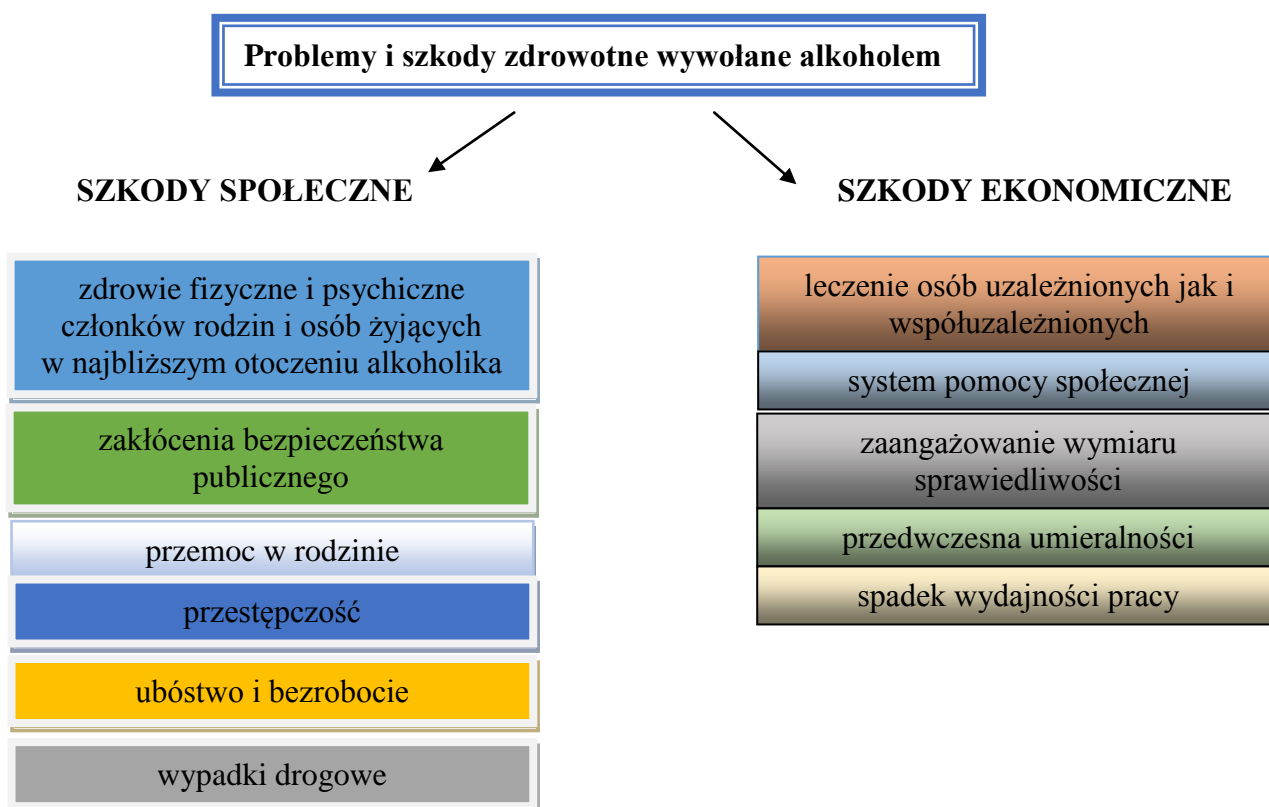 Problemy i szkody zdrowotne wywołane alkoholem
SZKODY SPOŁECZNE
zdrowie fizyczne i psychiczne
członków rodzin i osób żyjących
w najbliższym otoczeniu alkoholika
zakłócenia bezpieczeństwa
publicznego
przemoc w rodzinie
przestępczość
ubóstwo i bezrobocie
wypadki drogowe
SZKODY EKONOMICZNE
leczenie osób uzależnionych jak i
współuzależnionych
system pomocy społecznej
zaangażowanie wymiaru
sprawiedliwości
przedwczesna umieralności
spadek wydajności pracy